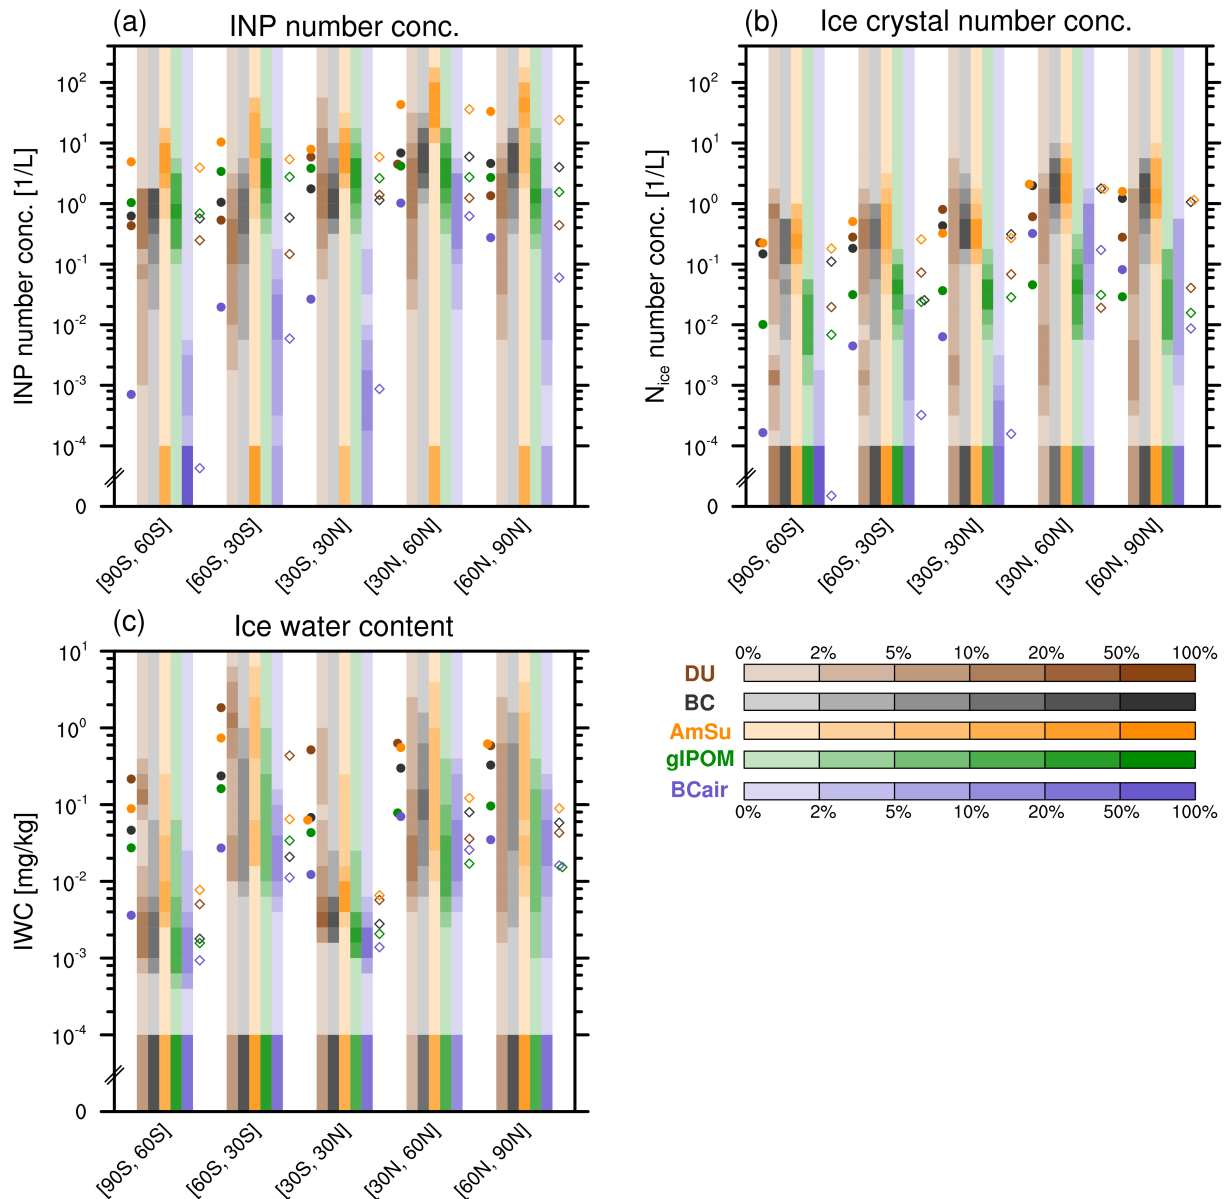 (a) INP number conc.
INP number conc. [1/L]
10²
10¹
10⁰
10⁻¹
10⁻²
10⁻³
10⁻⁴
0
[90S, 60S]
[60S, 30S]
[30S, 30N]
[30N, 60N]
[60N, 90N]
(b) Ice crystal number conc.
N_ice number conc. [1/L]
10²
10¹
10⁰
10⁻¹
10⁻²
10⁻³
10⁻⁴
0
[90S, 60S]
[60S, 30S]
[30S, 30N]
[30N, 60N]
[60N, 90N]
(c) Ice water content
IWC [mg/kg]
10¹
10⁰
10⁻¹
10⁻²
10⁻³
10⁻⁴
0
[90S, 60S]
[60S, 30S]
[30S, 30N]
[30N, 60N]
[60N, 90N]
0% 2% 5% 10% 20% 50% 100%
DU
BC
AmSu
glPOM
BCair
0% 2% 5% 10% 20% 50% 100%